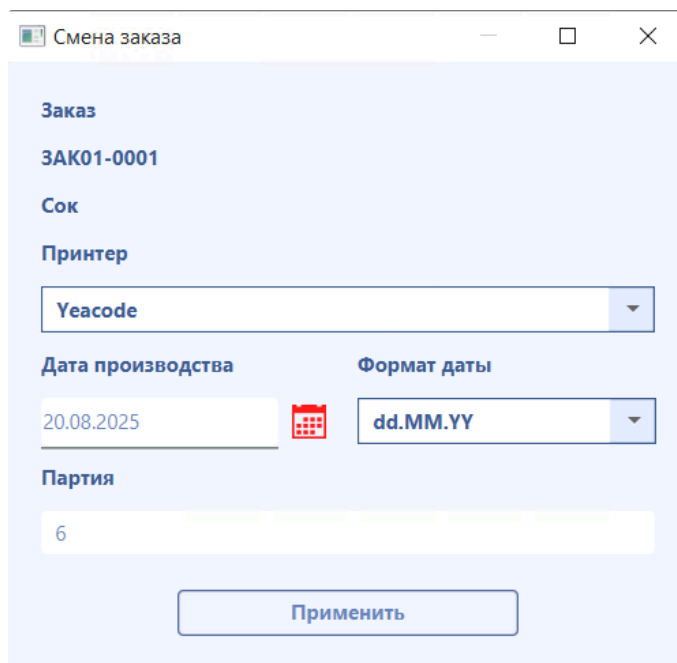 Смена заказа
Заказ
ЗАК01-0001
Сок
Принтер
Yeacode
Дата производства Формат даты
20.08.2025 dd.MM.YY
Партия
6
Применить